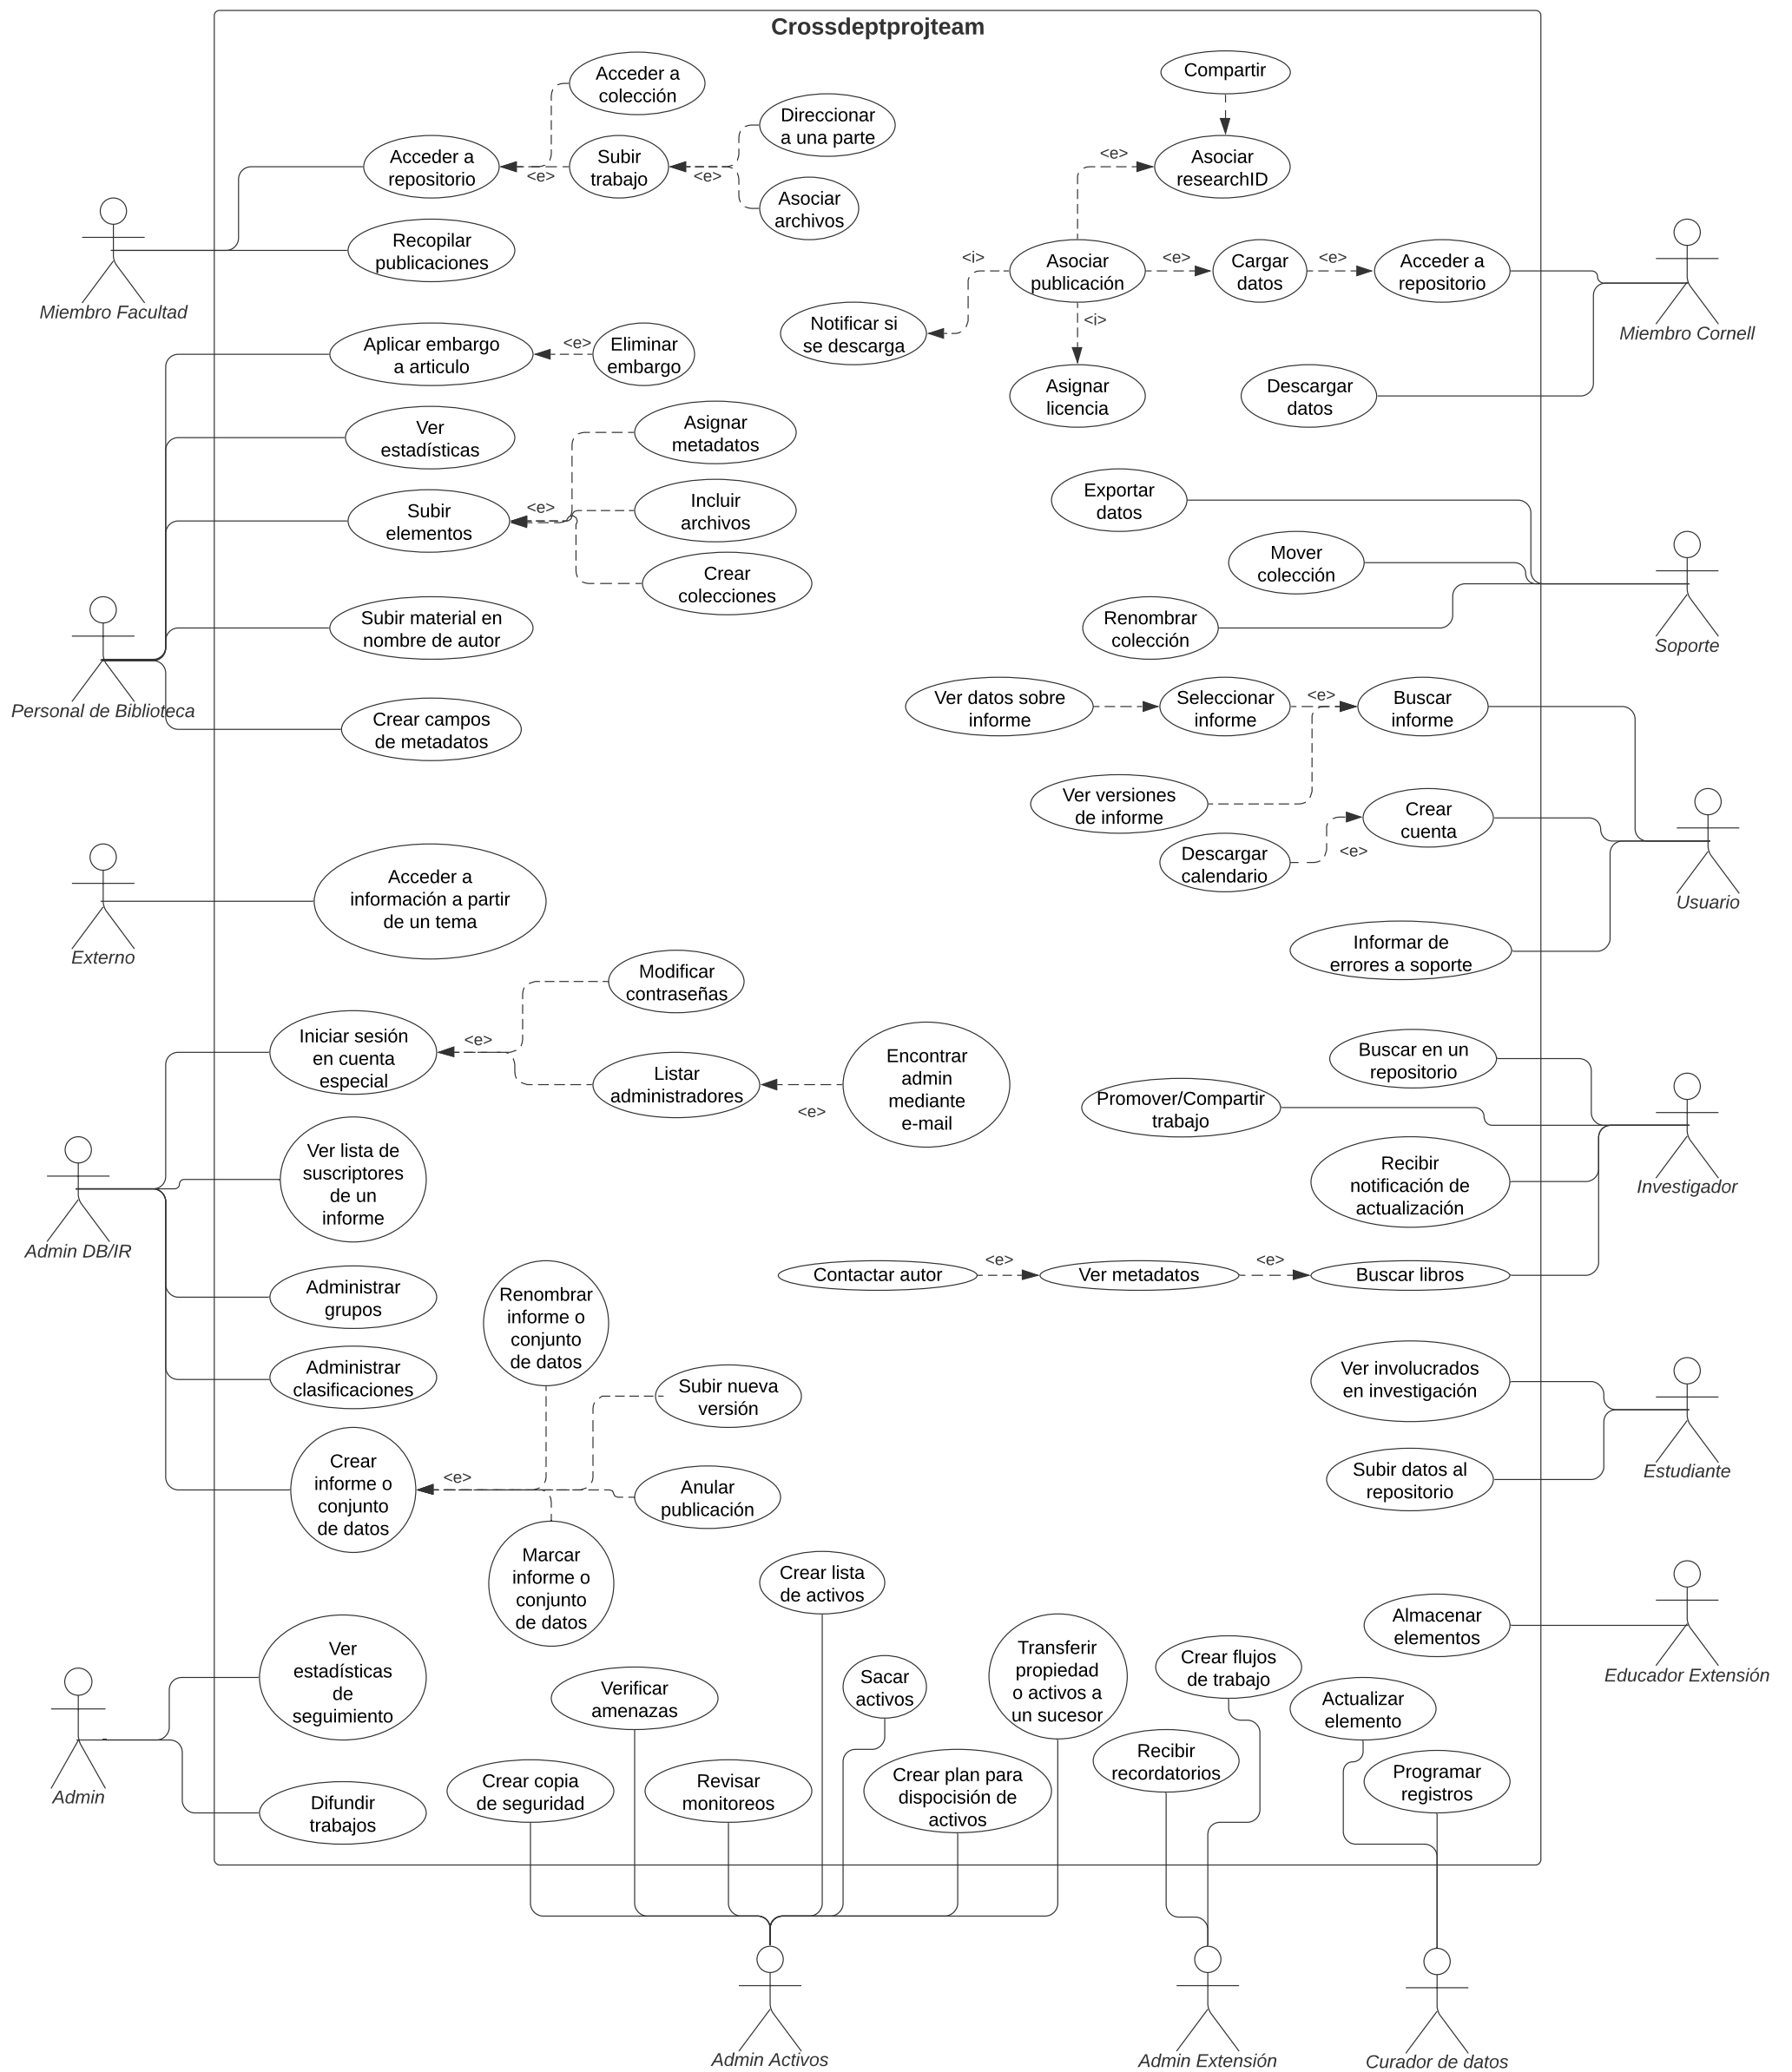 Crossdeptprojteam
Acceder a
colección
Compartir
Direccionar
a una parte
Acceder a
repositorio
<e>
Subir
trabajo
<e>
Asociar
archivos
<e>
Asociar
researchID
Miembro Facultad
Recopilar
publicaciones
<i>
Asociar
publicación
<e>
Cargar
datos
<e>
Acceder a
repositorio
Miembro Cornell
Notificar si
se descarga
<i>
Aplicar embargo
a articulo
<e>
Eliminar
embargo
Asignar
licencia
Descargar
datos
Ver
estadísticas
Asignar
metadatos
Subir
elementos
<e>
Incluir
archivos
Crear
colecciones
Exportar
datos
Mover
colección
Renombrar
colección
Soporte
Subir material en
nombre de autor
Personal de Biblioteca
Crear campos
de metadatos
Ver datos sobre
informe
Seleccionar
informe
<e>
Buscar
informe
Ver versiones
de informe
Crear
cuenta
Descargar
calendario
<e>
Usuario
Informar de
errores a soporte
Acceder a
información a partir
de un tema
Externo
Modificar
contraseñas
Iniciar sesión
en cuenta
especial
<e>
Listar
administradores
<e>
Encontrar
admin
mediante
e-mail
Buscar en un
repositorio
Promover/Compartir
trabajo
Recibir
notificación de
actualización
Investigador
Ver lista de
suscriptores
de un
informe
Admin DB/IR
Contactar autor
<e>
Ver metadatos
<e>
Buscar libros
Administrar
grupos
Renombrar
informe o
conjunto
de datos
Administrar
clasificaciones
Subir nueva
versión
Ver involucrados
en investigación
Estudiante
Crear
informe o
conjunto
de datos
<e>
Anular
publicación
Subir datos al
repositorio
Marcar
informe o
conjunto
de datos
Crear lista
de activos
Almacenar
elementos
Educador Extensión
Ver
estadísticas
de
seguimiento
Verificar
amenazas
Sacar
activos
Transferir
propiedad
o activos a
un sucesor
Crear flujos
de trabajo
Actualizar
elemento
Admin
Difundir
trabajos
Crear copia
de seguridad
Revisar
monitoreos
Crear plan para
dispocisión de
activos
Recibir
recordatorios
Programar
registros
Admin Activos
Admin Extensión
Curador de datos